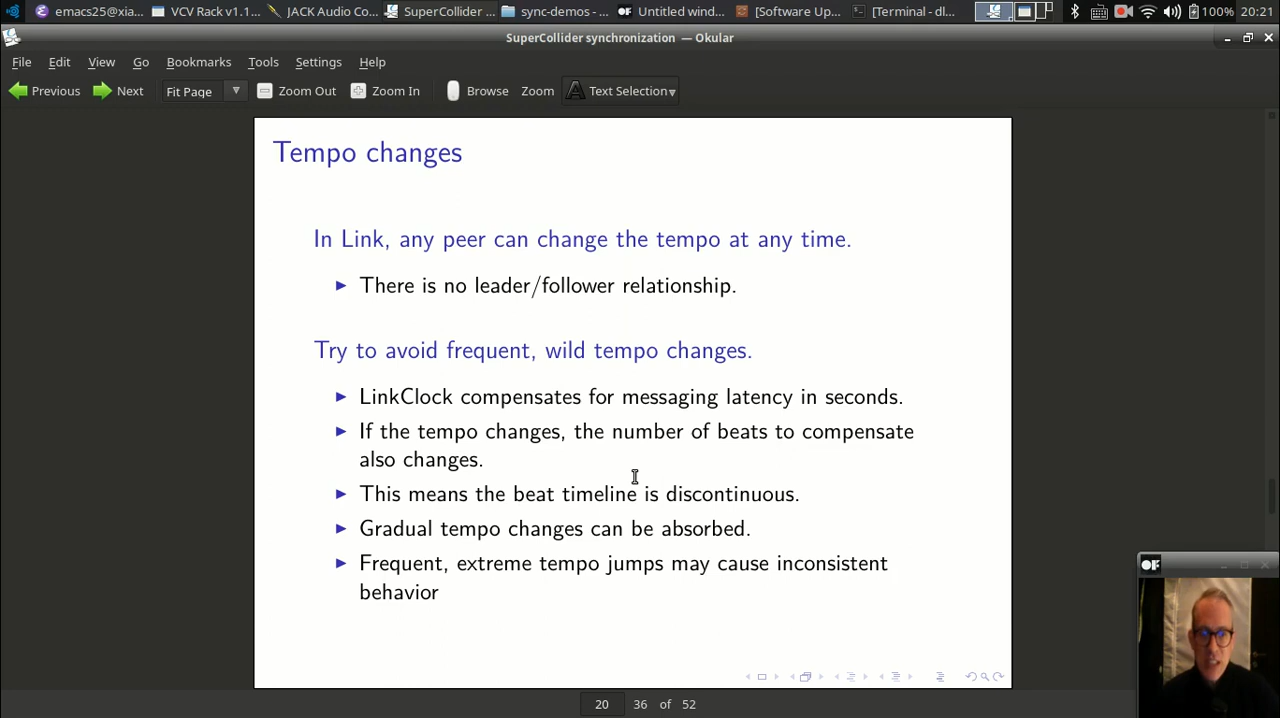 emacs25@xia...
VCV Rack v1.1...
JACK Audio Co...
SuperCollider ...
sync-demos - ...
Untitled wind...
[Software Up...
[Terminal - dl...
100%
20:21
SuperCollider synchronization — Okular
File Edit View Go Bookmarks Tools Settings Help
Previous Next Fit Page Zoom Out Zoom In Browse Zoom Text Selection
Tempo changes
In Link, any peer can change the tempo at any time.
There is no leader/follower relationship.
Try to avoid frequent, wild tempo changes.
LinkClock compensates for messaging latency in seconds.
If the tempo changes, the number of beats to compensate
also changes.
This means the beat timeline is discontinuous.
Gradual tempo changes can be absorbed.
Frequent, extreme tempo jumps may cause inconsistent
behavior
20 36 of 52